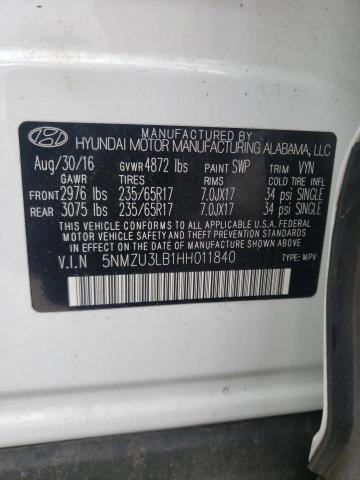 MANUFACTURED BY
HYUNDAI MOTOR MANUFACTURING ALABAMA, LLC
Aug/30/16 GVWR 4872 lbs PAINT SWP TRIM VYN
GAWR TIRES RIMS COLD TIRE PRESSURE
FRONT 2976 lbs 235/65R17 7.0JX17 34 psi SINGLE
REAR 3075 lbs 235/65R17 7.0JX17 34 psi SINGLE
THIS VEHICLE CONFORMS TO ALL APPLICABLE U.S. FEDERAL
MOTOR VEHICLE SAFETY AND THEFT PREVENTION STANDARDS
IN EFFECT ON THE DATE OF MANUFACTURE SHOWN ABOVE.
V.I.N 5NMZU3LB1HH011840
TYPE: MPV